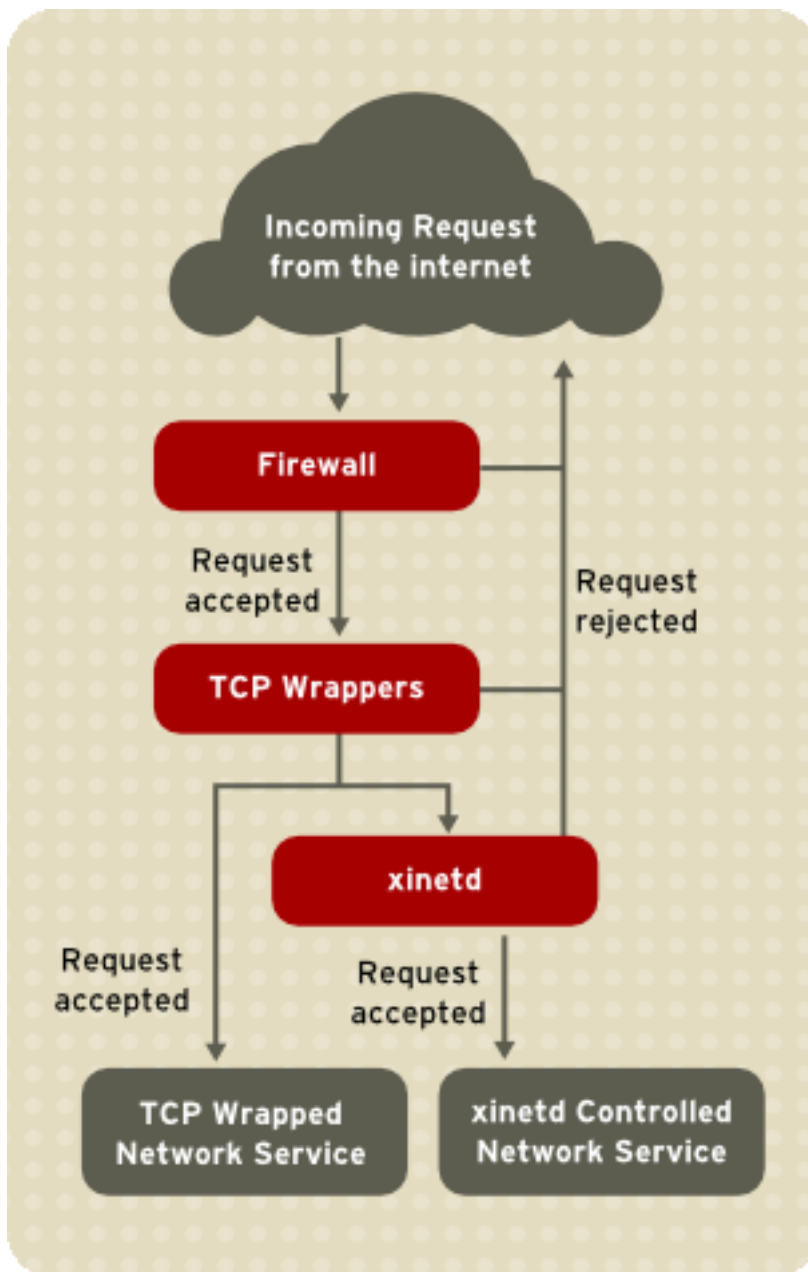 Incoming Request
from the internet
Firewall
Request
accepted
Request
rejected
TCP Wrappers
xinetd
Request
accepted
Request
accepted
TCP Wrapped
Network Service
xinetd Controlled
Network Service